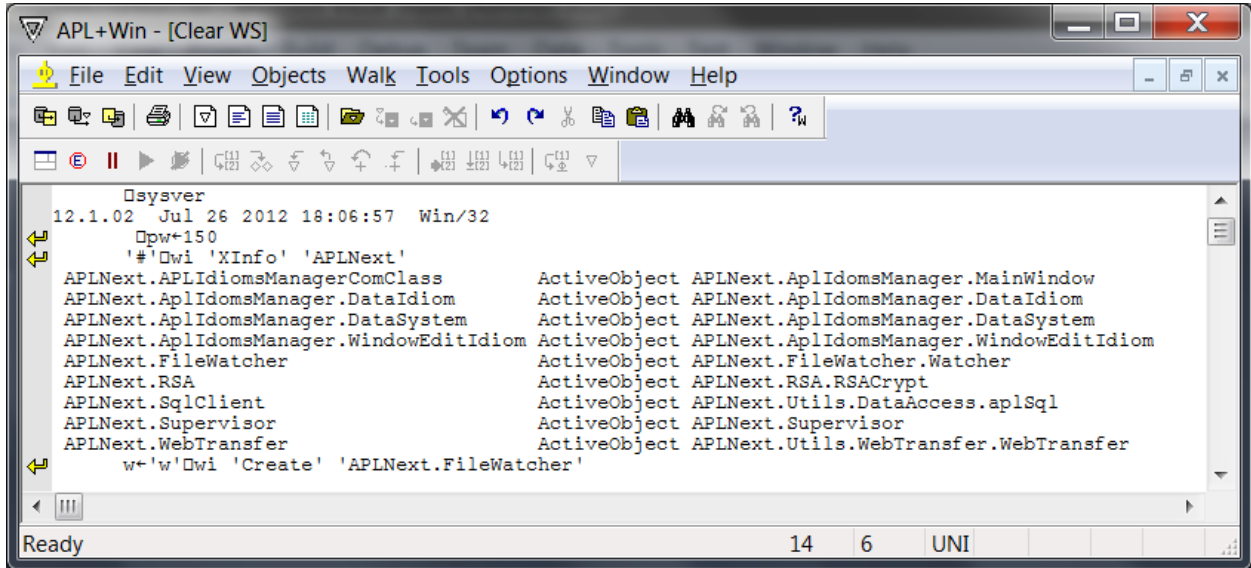 APL+Win - [Clear WS]
File Edit View Objects Walk Tools Options Window Help
⎕sysver
12.1.02 Jul 26 2012 18:06:57 Win/32
⎕pw←150
'#'⎕wi 'XInfo' 'APLNext'
APLNext.APLIdiomsManagerComClass ActiveObject APLNext.AplIdomsManager.MainWindow
APLNext.AplIdomsManager.DataIdiom ActiveObject APLNext.AplIdomsManager.DataIdiom
APLNext.AplIdomsManager.DataSystem ActiveObject APLNext.AplIdomsManager.DataSystem
APLNext.AplIdomsManager.WindowEditIdiom ActiveObject APLNext.AplIdomsManager.WindowEditIdiom
APLNext.FileWatcher ActiveObject APLNext.FileWatcher.Watcher
APLNext.RSA ActiveObject APLNext.RSA.RSACrypt
APLNext.SqlClient ActiveObject APLNext.Utils.DataAccess.aplSql
APLNext.Supervisor ActiveObject APLNext.Supervisor
APLNext.WebTransfer ActiveObject APLNext.Utils.WebTransfer.WebTransfer
w←'w'⎕wi 'Create' 'APLNext.FileWatcher'
Ready 14 6 UNI